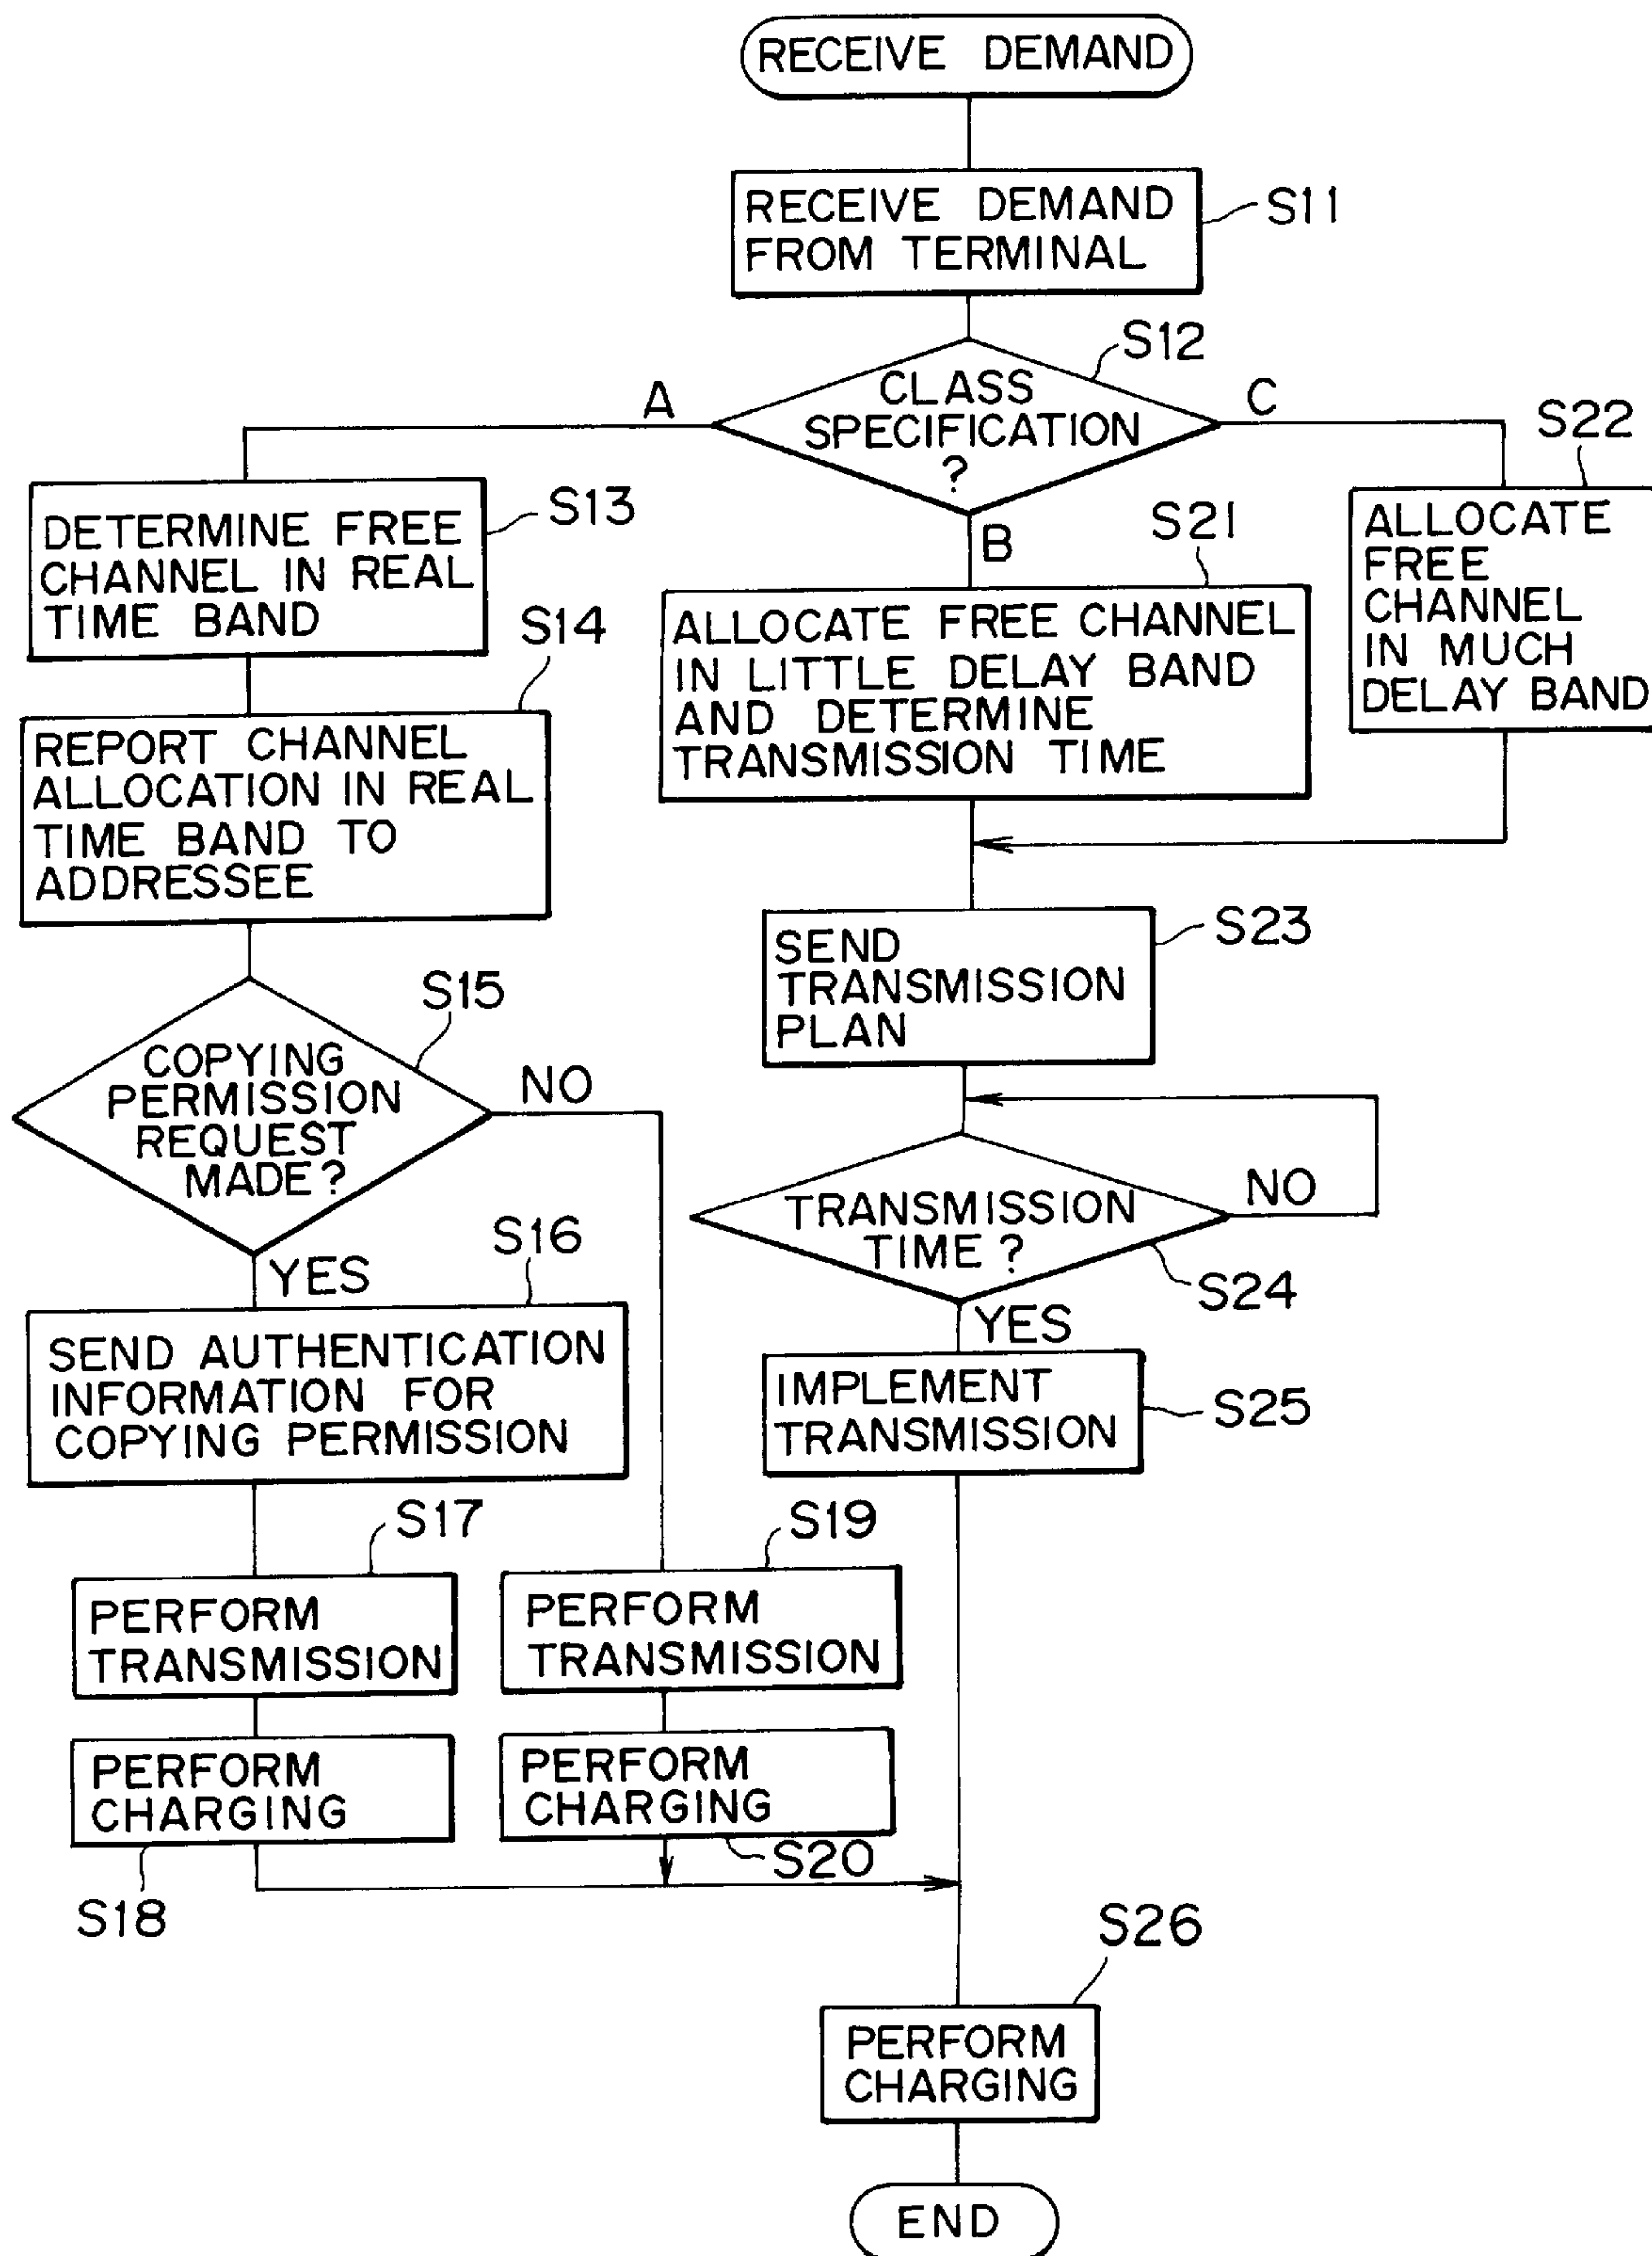 RECEIVE DEMAND
RECEIVE DEMAND
FROM TERMINAL
S11
S12
CLASS
SPECIFICATION
?
A
B
C
DETERMINE FREE
CHANNEL IN REAL
TIME BAND
S13
S14
REPORT CHANNEL
ALLOCATION IN REAL
TIME BAND TO
ADDRESSEE
S15
COPYING
PERMISSION
REQUEST
MADE?
NO
YES
S16
SEND AUTHENTICATION
INFORMATION FOR
COPYING PERMISSION
S17
PERFORM
TRANSMISSION
PERFORM
CHARGING
S18
S19
PERFORM
TRANSMISSION
PERFORM
CHARGING
S20
S21
ALLOCATE FREE CHANNEL
IN LITTLE DELAY BAND
AND DETERMINE
TRANSMISSION TIME
S22
ALLOCATE
FREE
CHANNEL
IN MUCH
DELAY BAND
S23
SEND
TRANSMISSION
PLAN
TRANSMISSION
TIME?
NO
S24
YES
IMPLEMENT
TRANSMISSION
S25
S26
PERFORM
CHARGING
END